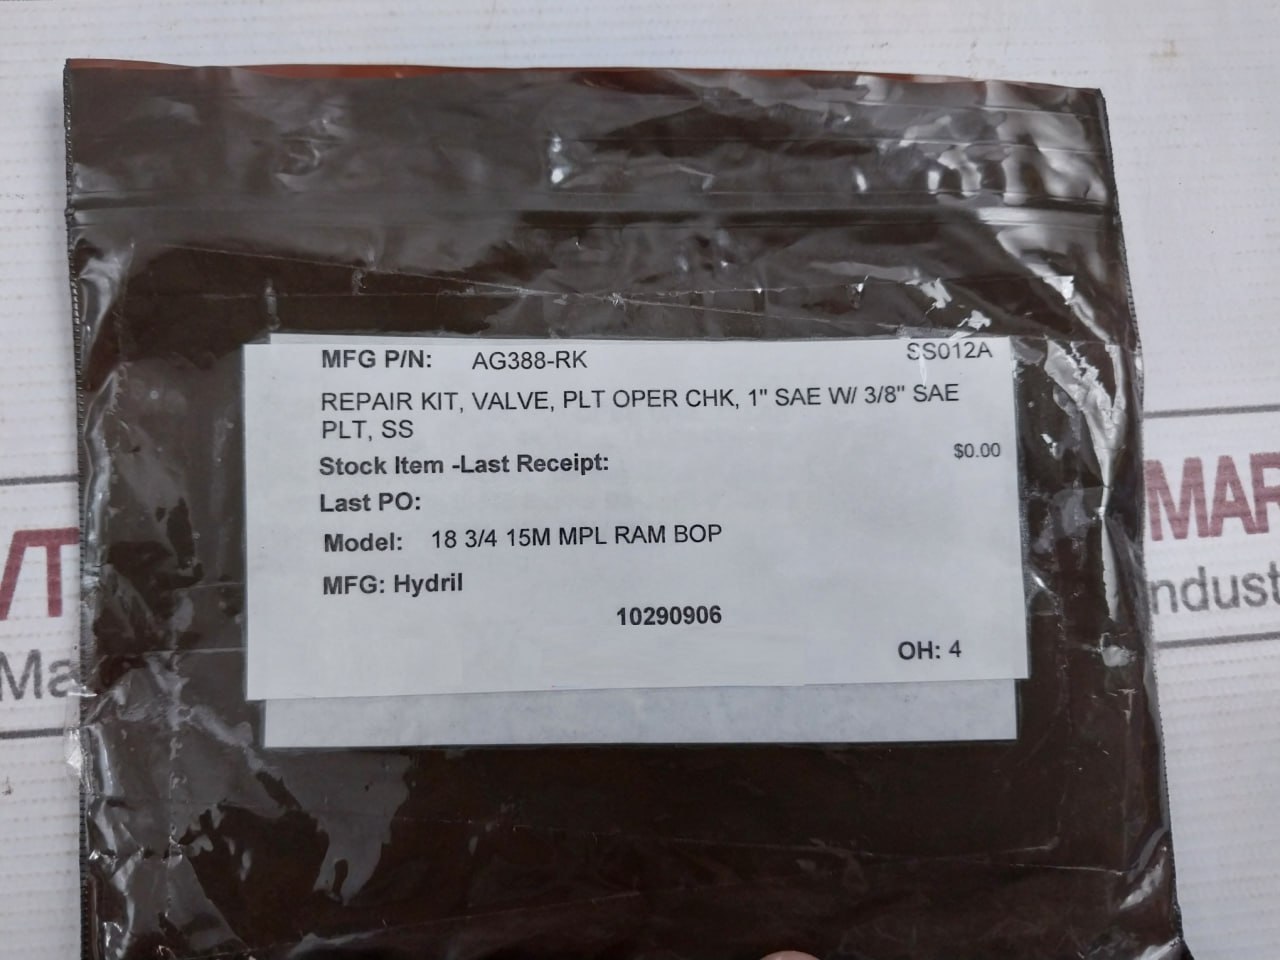 MFG P/N: AG388-RK SS012A
REPAIR KIT, VALVE, PLT OPER CHK, 1" SAE W/ 3/8" SAE
PLT, SS
Stock Item -Last Receipt: $0.00
Last PO:
Model: 18 3/4 15M MPL RAM BOP
MFG: Hydril
10290906
OH: 4
MAR
ndust
Ma